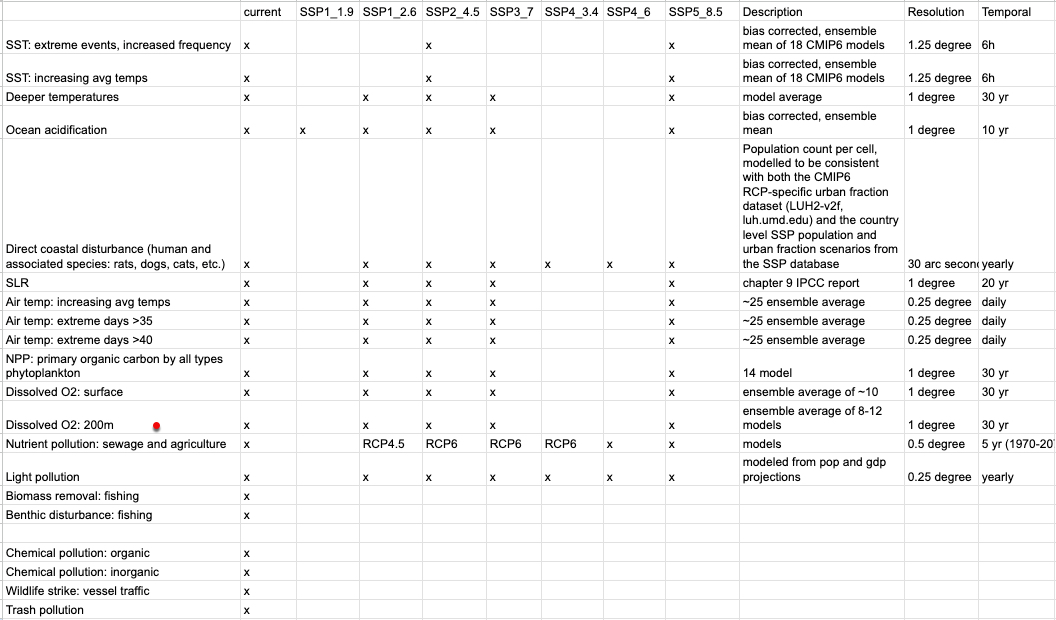 current SSP1_1.9 SSP1_2.6 SSP2_4.5 SSP3_7 SSP4_3.4 SSP4_6 SSP5_8.5 Description Resolution Temporal
bias corrected, ensemble
SST: extreme events, increased frequency x x x mean of 18 CMIP6 models 1.25 degree 6h
bias corrected, ensemble
SST: increasing avg temps x x x mean of 18 CMIP6 models 1.25 degree 6h
Deeper temperatures x x x x x model average 1 degree 30 yr
bias corrected, ensemble
Ocean acidification x x x x x x mean 1 degree 10 yr
Population count per cell,
modelled to be consistent
with both the CMIP6
RCP-specific urban fraction
dataset (LUH2-v2f,
luh.umd.edu) and the country
level SSP population and
Direct coastal disturbance (human and urban fraction scenarios from
associated species: rats, dogs, cats, etc.) x x x x x x x the SSP database 30 arc secon yearly
SLR x x x x x chapter 9 IPCC report 1 degree 20 yr
Air temp: increasing avg temps x x x x x ~25 ensemble average 0.25 degree daily
Air temp: extreme days >35 x x x x x ~25 ensemble average 0.25 degree daily
Air temp: extreme days >40 x x x x x ~25 ensemble average 0.25 degree daily
NPP: primary organic carbon by all types
phytoplankton x x x x x 14 model 1 degree 30 yr
Dissolved O2: surface x x x x x ensemble average of ~10 1 degree 30 yr
ensemble average of 8-12
Dissolved O2: 200m x x x x x models 1 degree 30 yr
Nutrient pollution: sewage and agriculture x RCP4.5 RCP6 RCP6 RCP6 x x models 0.5 degree 5 yr (1970-20
modeled from pop and gdp
Light pollution x x x x x x x projections 0.25 degree yearly
Biomass removal: fishing x
Benthic disturbance: fishing x
Chemical pollution: organic x
Chemical pollution: inorganic x
Wildlife strike: vessel traffic x
Trash pollution x